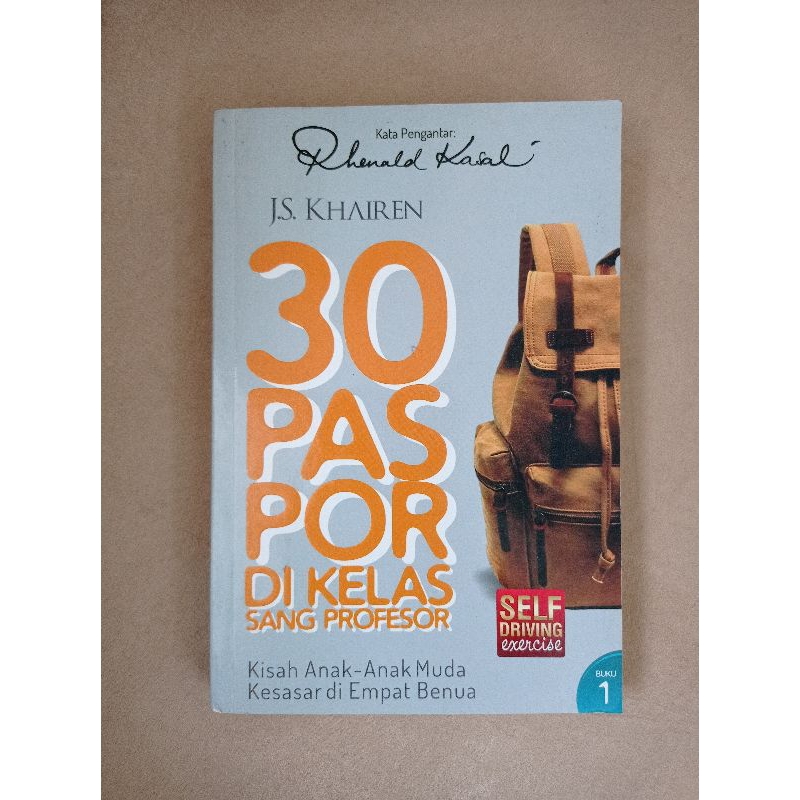 Kata Pengantar:
Rhenald Kasali
J.S. KHAIREN
30
PAS
POR
DI KELAS
SANG PROFESOR
SELF
DRIVING
exercise
Kisah Anak-Anak Muda
Kesasar di Empat Benua
BUKU
1